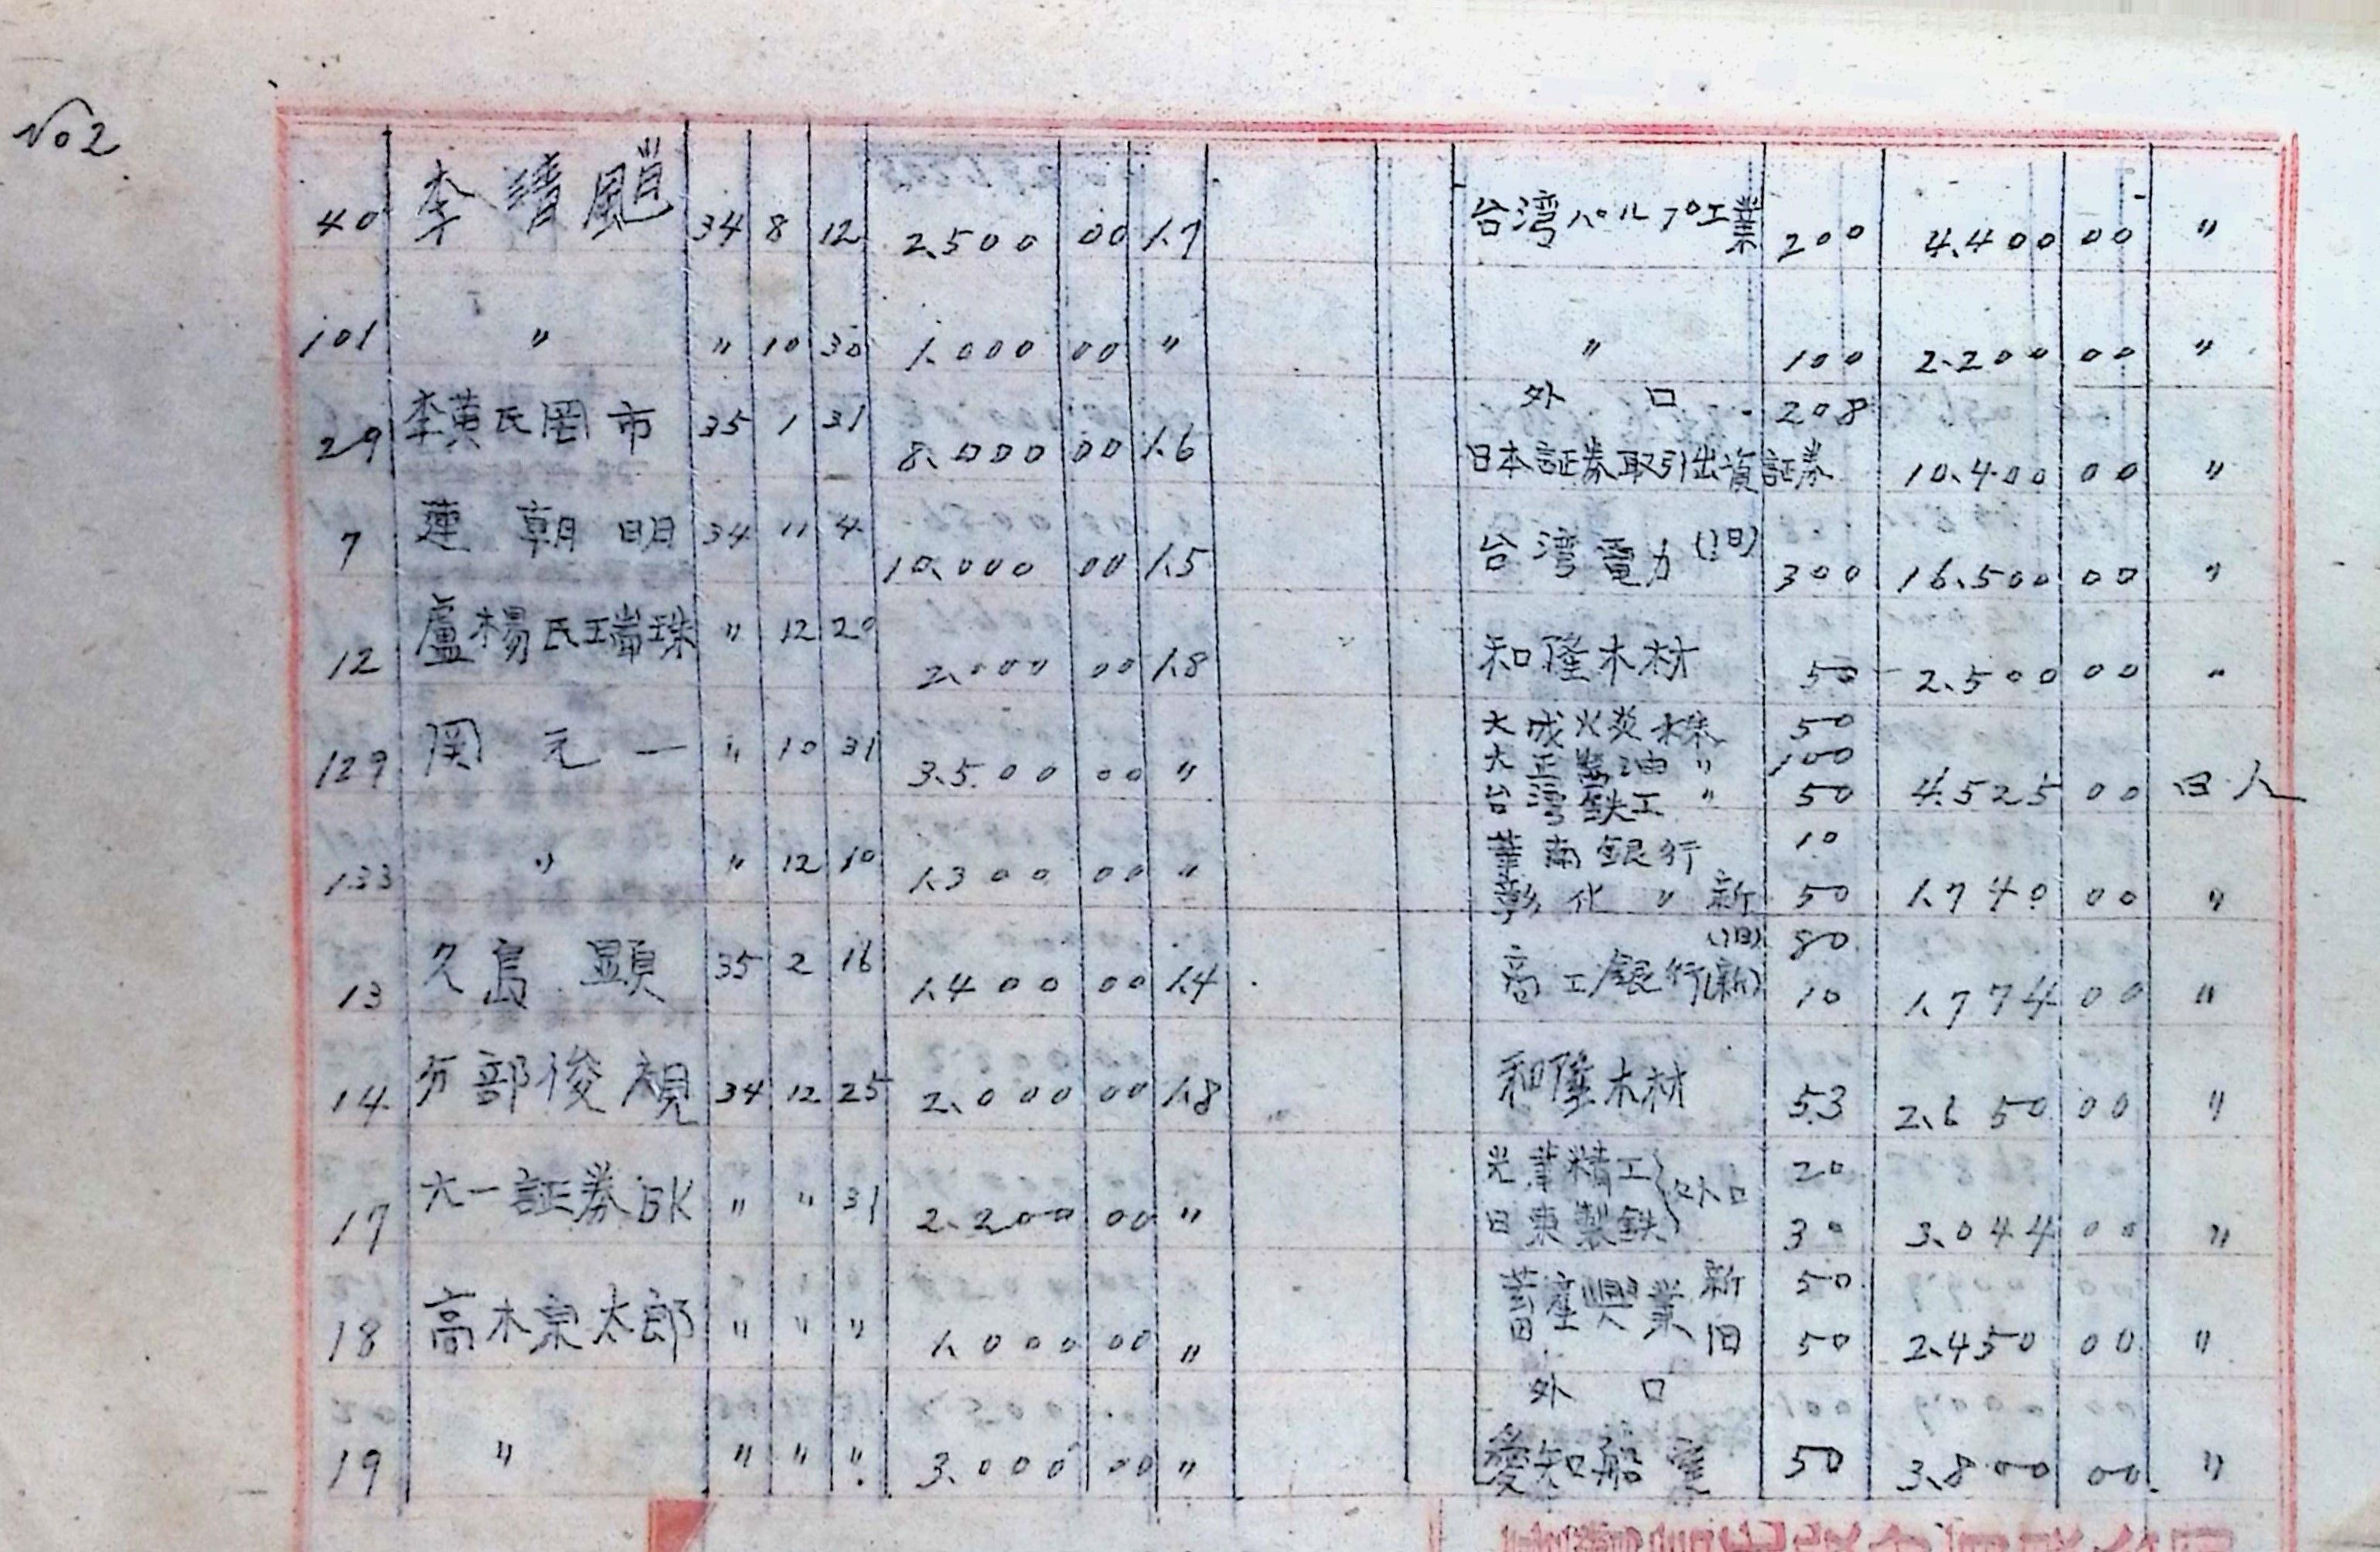 No2
40 李清飈 34 8 12 2.500 00 1.7 台湾パルプ工業 200 4.400 00 〃
101 〃 〃 10 30 1.000 00 〃 〃 100 2.200 00 〃
外 口 208
29 李黄氏罔市 35 1 31 8.000 00 1.6 日本証券取引出資証券 10.400 00 〃
7 蓮朝明 34 11 4 10.000 00 1.5 台湾電力(旧) 300 16.500 00 〃
12 盧楊氏瑞珠 〃 12 20 2.000 00 1.8 和隆木材 50 2.500 00 〃
大成火災株 50
大 油 〃 100
129 関元一 〃 10 31 3.500 00 〃 台湾鉄工 〃 50 4.525 00 日人
華南銀行 10
133 〃 〃 12 10 1.300 00 〃 彰化 〃 新 50 1.740 00 〃
(旧) 80
13 久島顕 35 2 16 1.400 00 1.4 商工銀行(新) 10 1.774 00 〃
14 分部俊規 34 12 25 2.000 00 1.8 和隆木材 53 2.650 00 〃
光華精工 20 外口
17 大一証券BK 〃 〃 31 2.200 00 〃 日東製鉄 30 3.044 00 〃
新 50
18 高木泉太郎 〃 〃 〃 1.000 00 〃 畜産興業 旧 50 2.450 00 〃
外 口
19 〃 〃 〃 〃 3.000 00 〃 愛知船 50 3.800 00 〃